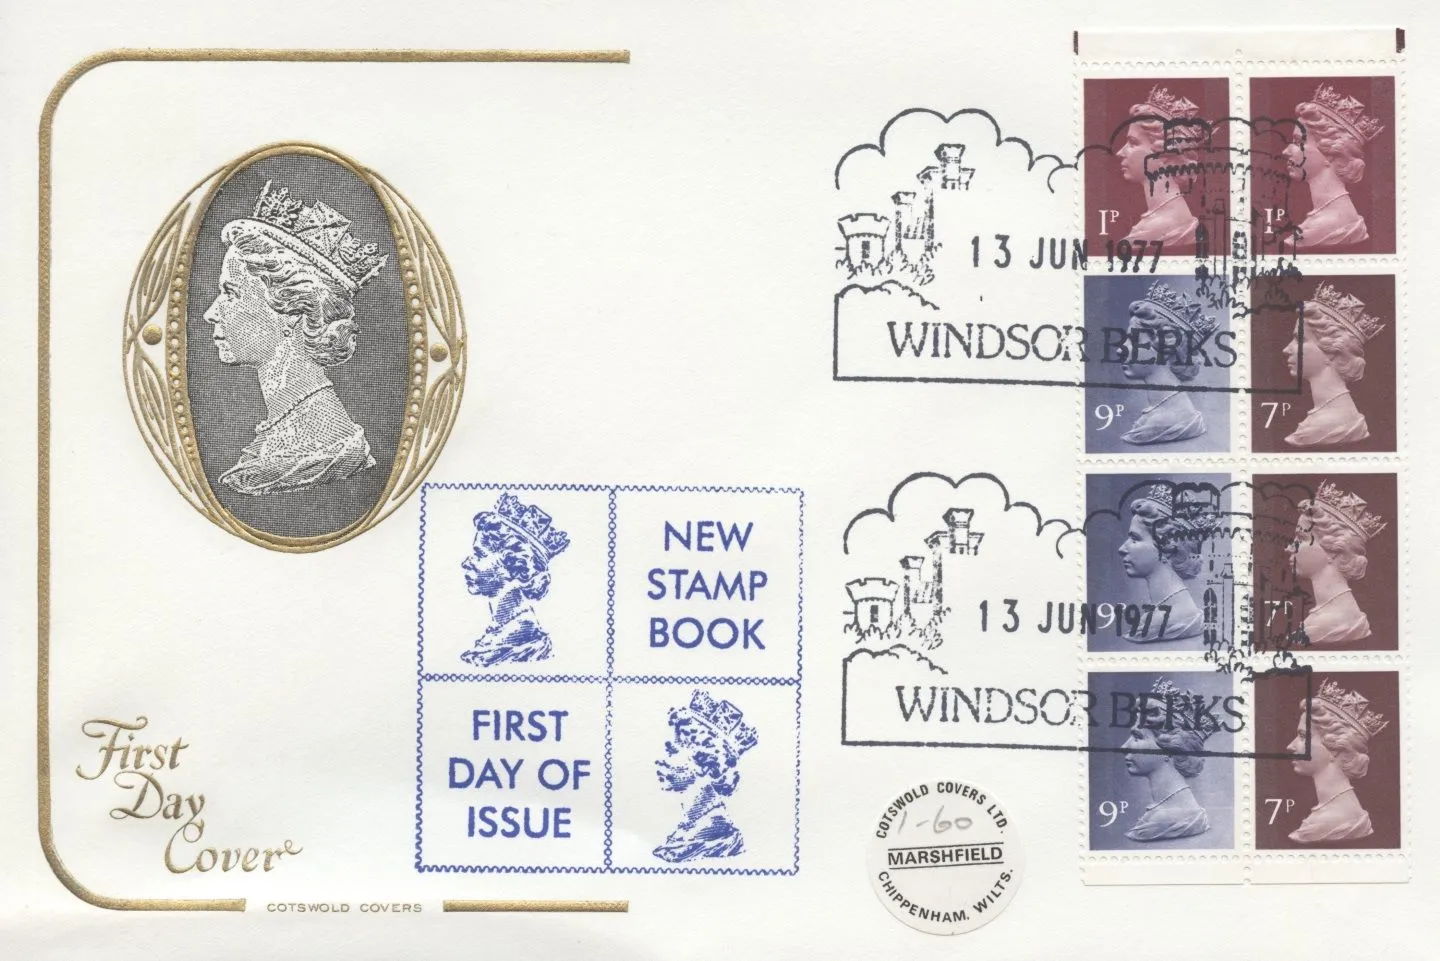 First
Day
Cover
COTSWOLD COVERS
NEW
STAMP
BOOK
FIRST
DAY OF
ISSUE
13 JUN 1977
WINDSOR BERKS
13 JUN 1977
WINDSOR BERKS
1P
1P
9P
7P
9P
7P
9P
7P
COTSWOLD COVERS LTD.
1-60
MARSHFIELD
CHIPPENHAM, WILTS.